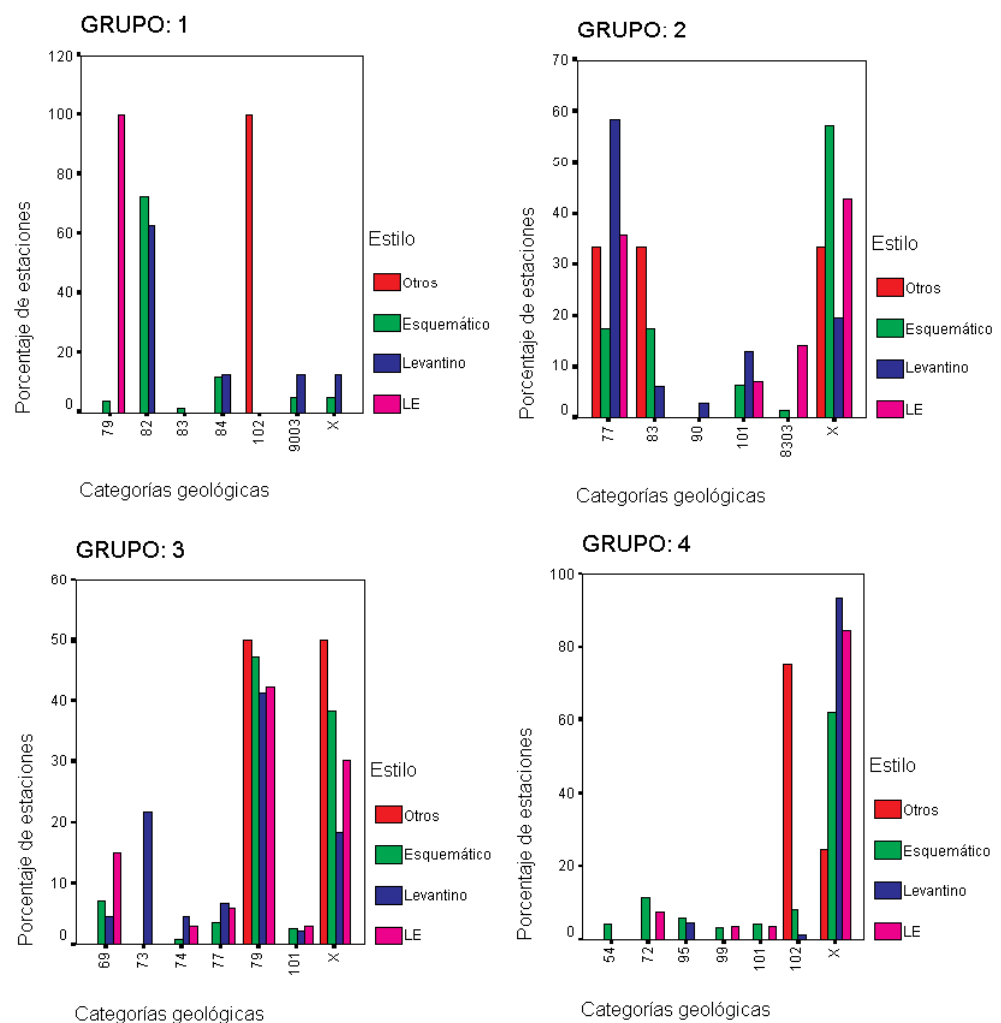 GRUPO: 1
120
100
80
60
40
20
0
Porcentaje de estaciones
79
82
83
84
102
9003
X
Categorías geológicas
Estilo
Otros
Esquemático
Levantino
LE
GRUPO: 2
70
60
50
40
30
20
10
0
Porcentaje de estaciones
77
83
90
101
8303
X
Categorías geológicas
Estilo
Otros
Esquemático
Levantino
LE
GRUPO: 3
60
50
40
30
20
10
0
Porcentaje de estaciones
69
73
74
77
79
101
X
Categorías geológicas
Estilo
Otros
Esquemático
Levantino
LE
GRUPO: 4
100
80
60
40
20
0
Porcentaje de estaciones
54
72
95
99
101
102
X
Categorías geológicas
Estilo
Otros
Esquemático
Levantino
LE